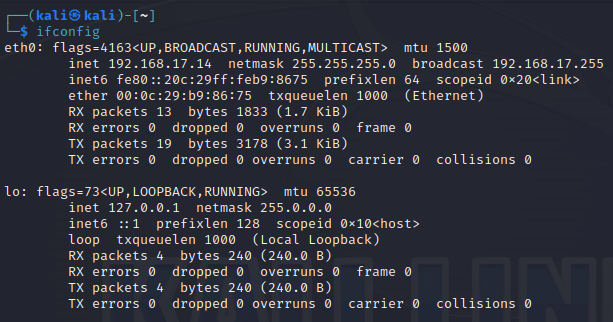 ┌──(kali㉿kali)-[~]
└─$ ifconfig
eth0: flags=4163<UP,BROADCAST,RUNNING,MULTICAST>  mtu 1500
        inet 192.168.17.14  netmask 255.255.255.0  broadcast 192.168.17.255
        inet6 fe80::20c:29ff:feb9:8675  prefixlen 64  scopeid 0×20<link>
        ether 00:0c:29:b9:86:75  txqueuelen 1000  (Ethernet)
        RX packets 13  bytes 1833 (1.7 KiB)
        RX errors 0  dropped 0  overruns 0  frame 0
        TX packets 19  bytes 3178 (3.1 KiB)
        TX errors 0  dropped 0 overruns 0  carrier 0  collisions 0

lo: flags=73<UP,LOOPBACK,RUNNING>  mtu 65536
        inet 127.0.0.1  netmask 255.0.0.0
        inet6 ::1  prefixlen 128  scopeid 0×10<host>
        loop  txqueuelen 1000  (Local Loopback)
        RX packets 4  bytes 240 (240.0 B)
        RX errors 0  dropped 0  overruns 0  frame 0
        TX packets 4  bytes 240 (240.0 B)
        TX errors 0  dropped 0 overruns 0  carrier 0  collisions 0